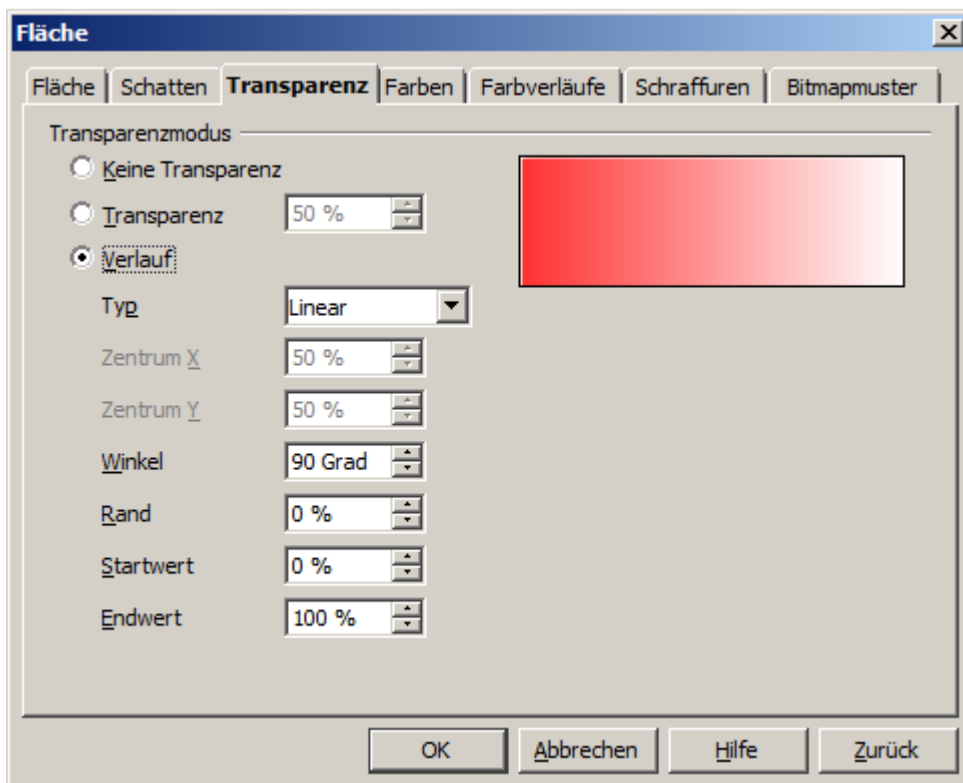 Fläche
Fläche Schatten Transparenz Farben Farbverläufe Schraffuren Bitmapmuster
Transparenzmodus
Keine Transparenz
Transparenz 50 %
Verlauf
Typ Linear
Zentrum X 50 %
Zentrum Y 50 %
Winkel 90 Grad
Rand 0 %
Startwert 0 %
Endwert 100 %
OK Abbrechen Hilfe Zurück